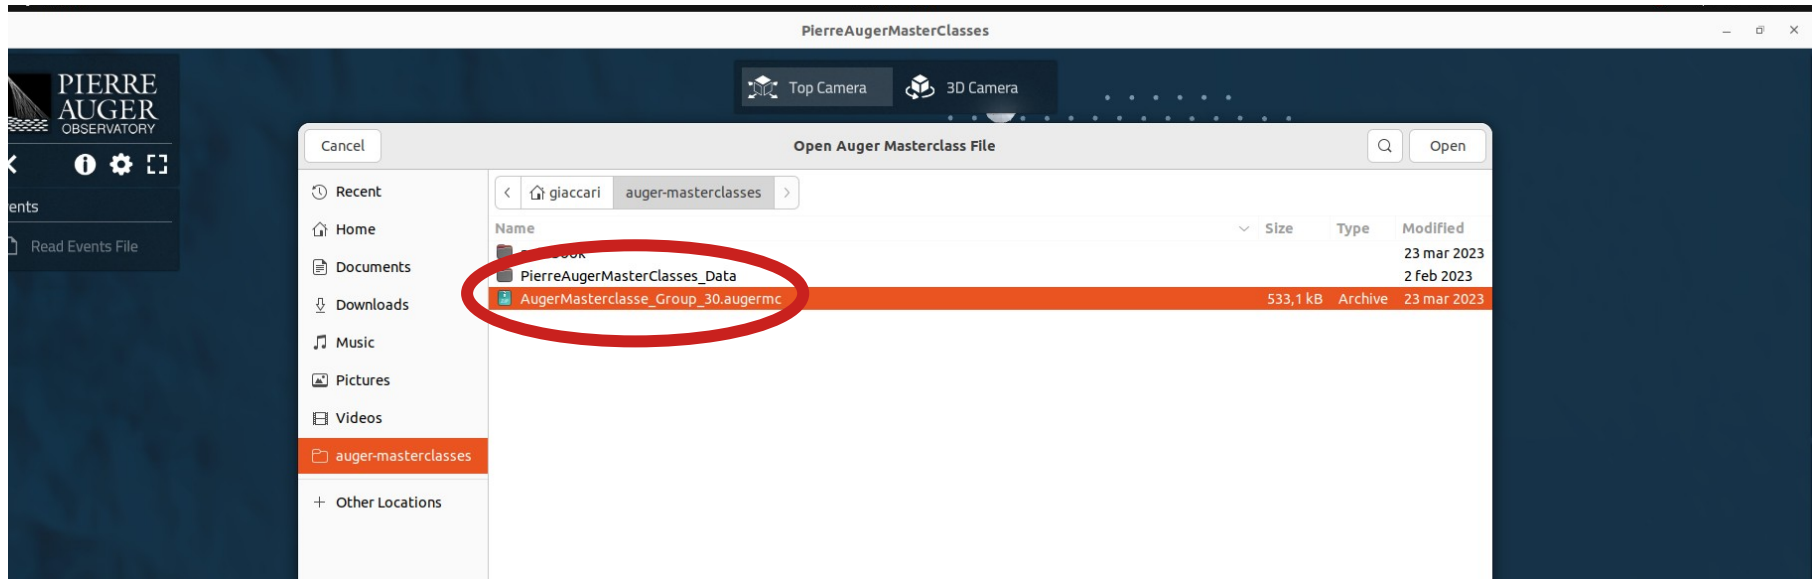 PierreAugerMasterClasses
PIERRE
AUGER
OBSERVATORY
Top Camera
3D Camera
Cancel
Open Auger Masterclass File
Open
Read Events File
Recent
Home
Documents
Downloads
Music
Pictures
Videos
auger-masterclasses
+ Other Locations
giaccari
auger-masterclasses
Name
Size
Type
Modified
23 mar 2023
PierreAugerMasterClasses_Data
2 feb 2023
AugerMasterclasse_Group_30.augermc
533,1 kB
Archive
23 mar 2023